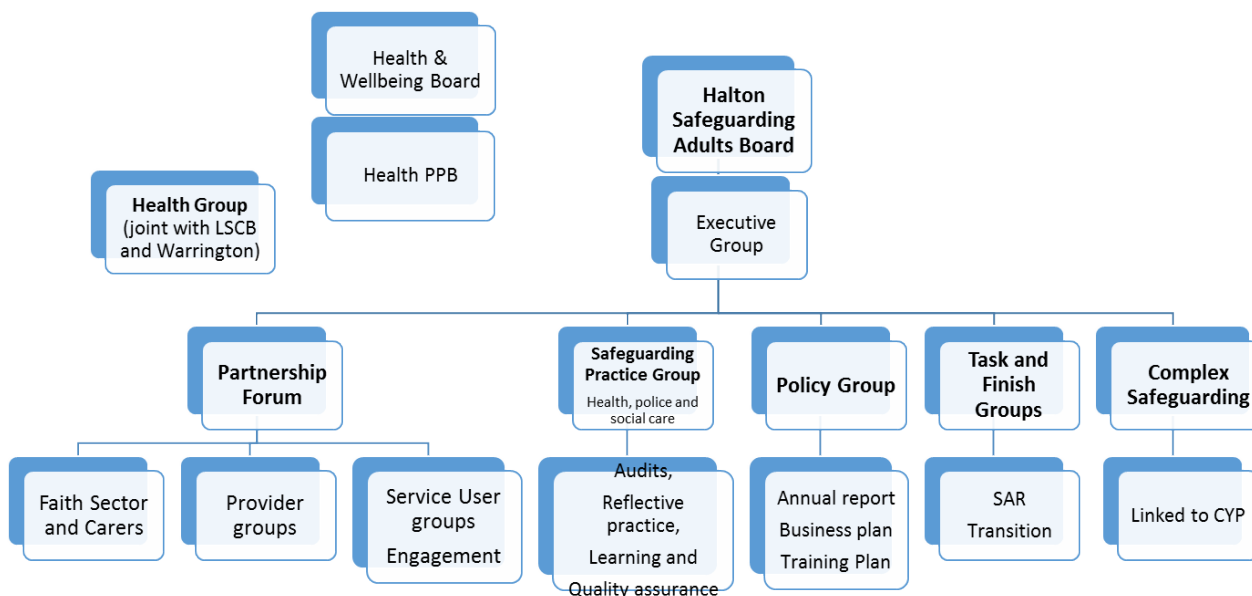 Health &
Wellbeing Board
Halton
Safeguarding
Adults Board
Health PPB
Health Group
(joint with LSCB
and Warrington)
Executive
Group
Partnership
Forum
Safeguarding
Practice Group
Health, police and
social care
Policy Group
Task and
Finish
Groups
Complex
Safeguarding
Faith Sector
and Carers
Provider
groups
Service User
groups
Engagement
Audits,
Reflective
practice,
Learning and
Quality assurance
Annual report
Business plan
Training Plan
SAR
Transition
Linked to CYP